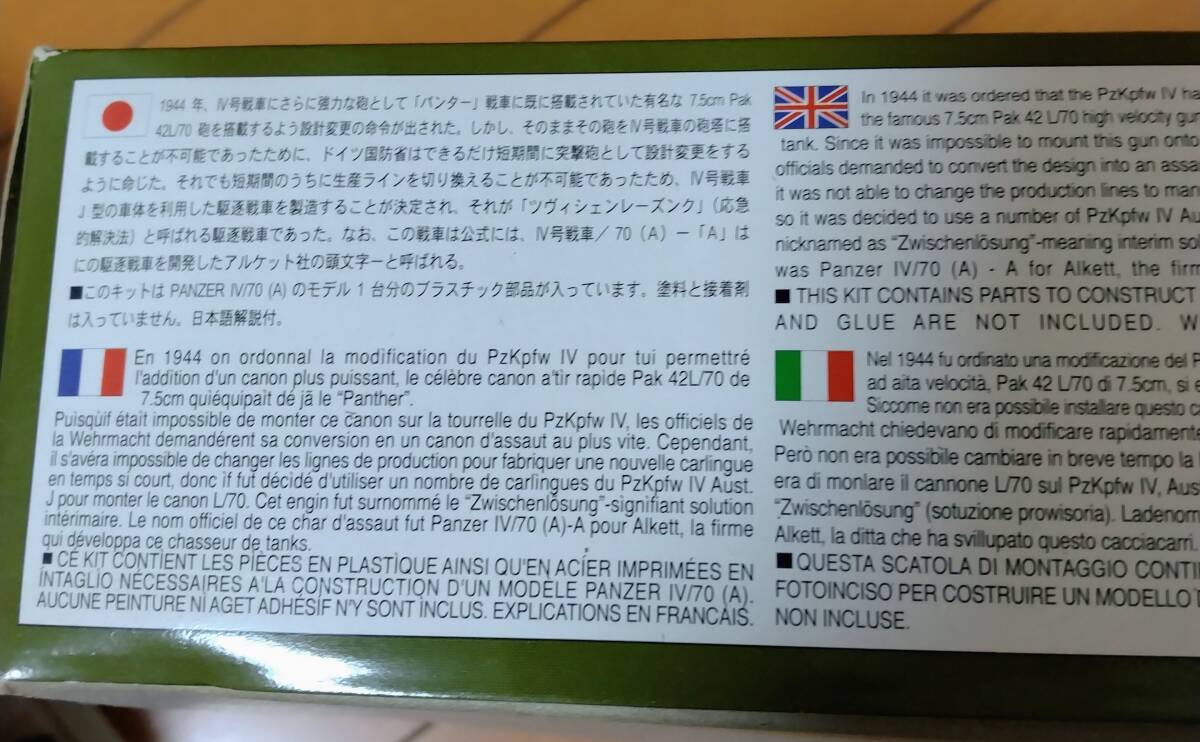 1944 年、Ⅳ号戦車にさらに強力な砲として「パンター」戦車に既に搭載されていた有名な 7.5cm Pak
42L/70 砲を搭載するよう設計変更の命令が出された。しかし、そのままその砲をⅣ号戦車の砲塔に搭
載することが不可能であったために、ドイツ国防省はできるだけ短期間に突撃砲として設計変更をする
ように命じた。それでも短期間のうちに生産ラインを切り換えることが不可能であったため、Ⅳ号戦車
J 型の車体を利用した駆逐戦車を製造することが決定され、それが「ツヴィシェンレーズンク」（応急
的解決法）と呼ばれる駆逐戦車であった。なお、この戦車は公式には、Ⅳ号戦車／70（A）－「A」は
にの駆逐戦車を開発したアルケット社の頭文字ーと呼ばれる。
■このキットは PANZER Ⅳ/70 (A) のモデル 1 台分のプラスチック部品が入っています。塗料と接着剤
は入っていません。日本語解説付。
En 1944 on ordonnal la modification du PzKpfw IV pour tui permettré
l'addition d'un canon plus puissant, le célèbre canon a'tìr rapide Pak 42L/70 de
7.5cm quiéquipait dé jã le “Panther”.
Puisqùif était impossible de monter ce canon sur la tourrelle du PzKpfw IV, les officiels de
la Wehrmacht demandérent sa conversion en un canon d'assaut au plus vite. Cependant,
il s'avéra impossible de changer les lignes de production pour fabriquer une nouvelle carlingue
en temps si court, donc if fut décidé d'utiliser un nombre de carlìngues du PzKpfw IV Aust.
J pour monter le canon L/70. Cet engin fut surnommé le “Zwischenlösung”-signifiant solution
intérimaire. Le nom officiel de ce char d'assaut fut Panzer IV/70 (A)-A pour Alkett, la firme
qui développa ce chasseur de tanks.
■ CÉ KIT CONTIENT LES PIÈCES EN PLASTÌQUE AINSI QU'EN ACÍER IMPRIMÉES EN
INTAGLIO NÉCESSAIRES A'LA CONSTRUCTION D'UN MODÉLE PANZER IV/70 (A).
AUCUNE PEINTURE NÌ AGET ADHÉSIF N'Y SONT ÌNCLUS. EXPLICATIONS EN FRANCAIS.
In 1944 it was ordered that the PzKpfw IV ha
the famous 7.5cm Pak 42 L/70 high velocity gun
tank. Since it was impossible to mount this gun onto
officials demanded to convert the design into an assa
it was not able to change the production lines to man
so it was decided to use a number of PzKpfw IV Au
nicknamed as “Zwischenlösung”-meaning interim sol
was Panzer IV/70 (A) - A for Alkett, the firm
■ THIS KIT CONTAINS PARTS TO CONSTRUCT
AND GLUE ARE NOT INCLUDED. W
Nel 1944 fu ordinato una modificazione del P
ad aita velocità, Pak 42 L/70 di 7.5cm, si e
Siccome non era possibile installare questo c
Wehrmacht chiedevano di modificare rapidamente
Però non era possibile cambiare in breve tempo la
era di monlare il cannone L/70 sul PzKpfw IV, Aus
“Zwischenlösung” (sotuzione prowisoria). Ladenom
Alkett, la ditta che ha svillupato questo cacciacarri.
■ QUESTA SCATOLA DI MONTAGGIO CONTI
FOTOINCISO PER COSTRUIRE UN MODELLO
NON INCLUSE.